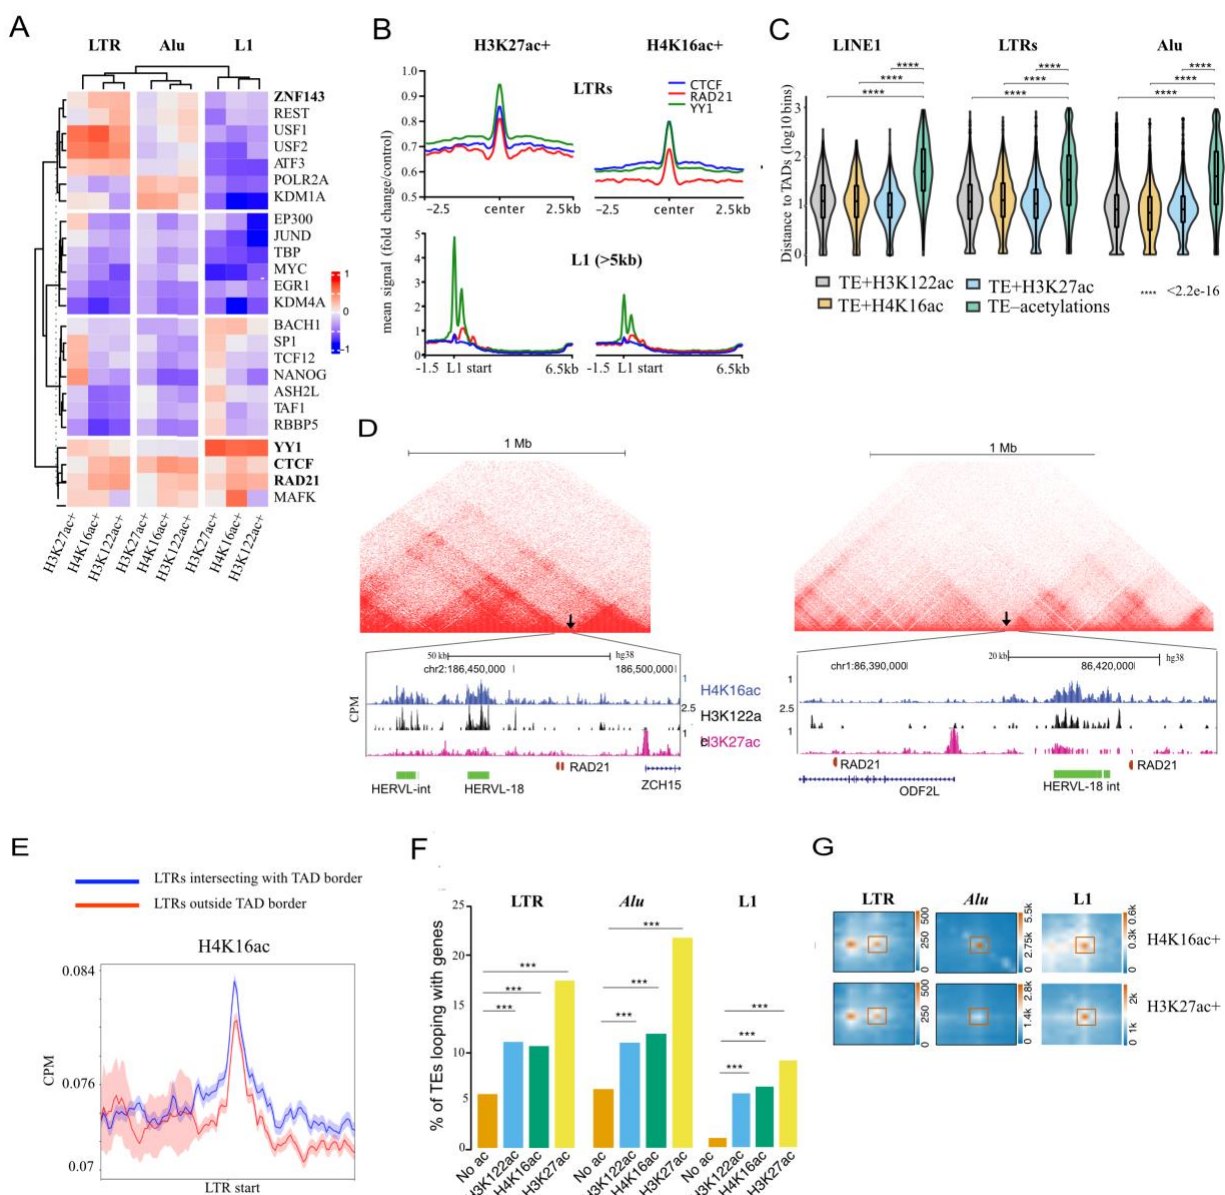 A
LTR Alu L1
ZNF143
REST
USF1
USF2
ATF3
POLR2A
KDM1A
EP300
JUND
TBP
MYC
EGR1
KDM4A
BACH1
SP1
TCF12
NANOG
ASH2L
TAF1
RBBP5
YY1
CTCF
RAD21
MAFK
1
0
-1
H3K27ac+
H4K16ac+
H3K122ac+
H3K27ac+
H4K16ac+
H3K122ac+
H3K27ac+
H4K16ac+
H3K122ac+
B
H3K27ac+ H4K16ac+
LTRs
CTCF
RAD21
YY1
mean signal (fold change/control)
1.0
0.9
0.8
0.7
0.6
0.5
-2.5 center 2.5kb
-2.5 center 2.5kb
L1 (>5kb)
5
4
3
2
1
0
-1.5 L1 start 6.5kb
-1.5 L1 start 6.5kb
C
LINE1 LTRs Alu
**** **** ****
**** **** ****
**** **** ****
Distance to TADs (log10 bins)
3
2
1
0
TE+H3K122ac TE+H3K27ac
TE+H4K16ac TE–acetylations
**** <2.2e-16
D
1 Mb
50 kb hg38
chr2:186,450,000 186,500,000
CPM
1
H4K16ac
2.5
H3K122a
c
1
H3K27ac
RAD21
HERVL-int HERVL-18 ZCH15
1 Mb
20 kb hg38
chr1:86,390,000 86,420,000
1
2.5
1
RAD21 RAD21
ODF2L HERVL-18 int
E
LTRs intersecting with TAD border
LTRs outside TAD border
H4K16ac
CPM
0.084
0.076
0.07
LTR start
F
LTR Alu L1
% of TEs looping with genes
25
20
15
10
5
0
*** *** ***
*** *** ***
*** *** ***
No ac
H3K122ac
H4K16ac
H3K27ac
No ac
H3K122ac
H4K16ac
H3K27ac
No ac
H3K122ac
H4K16ac
H3K27ac
G
LTR Alu L1
0 250 500
0 2.75k 5.5k
0 0.3k 0.6k
H4K16ac+
0 250 500
0 1.4k 2.8k
0 1k 2k
H3K27ac+